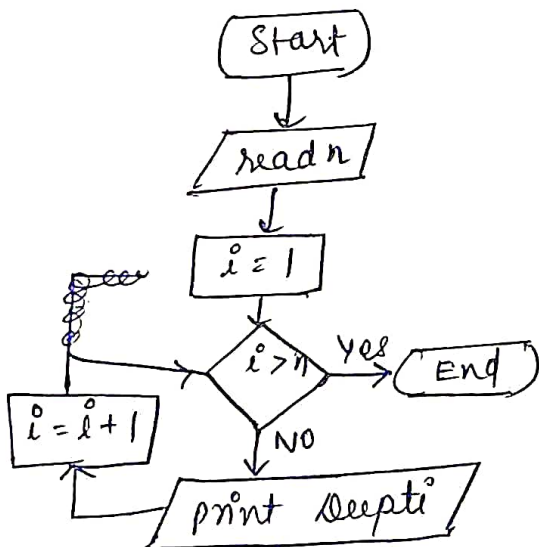 Start
read n
i = 1
i > n
Yes
End
i = i + 1
NO
print Deepti